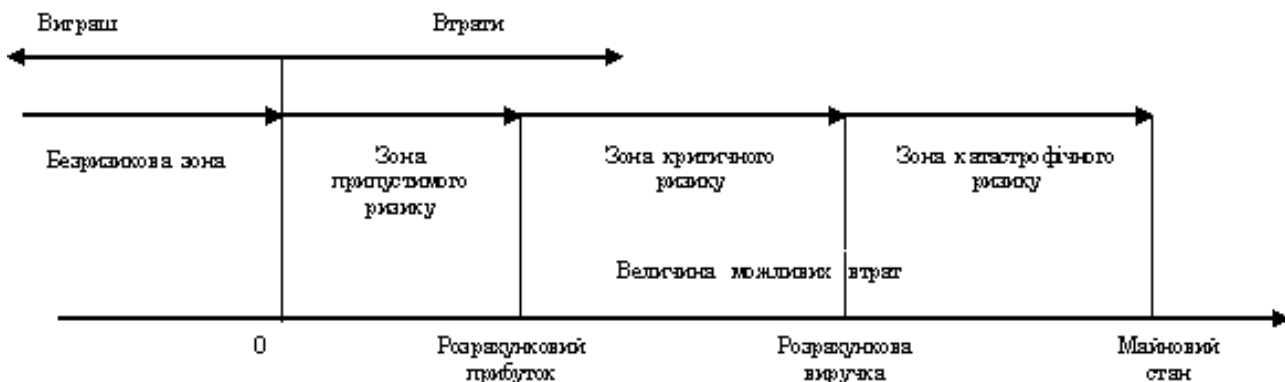 Виграш Втрати
Безризикова зона
Зона
припустимого
ризику
Зона критичного
ризику
Зона катастрофічного
ризику
Величина можливих втрат
0
Розрахунковий
прибуток
Розрахункова
виручка
Майновий
стан